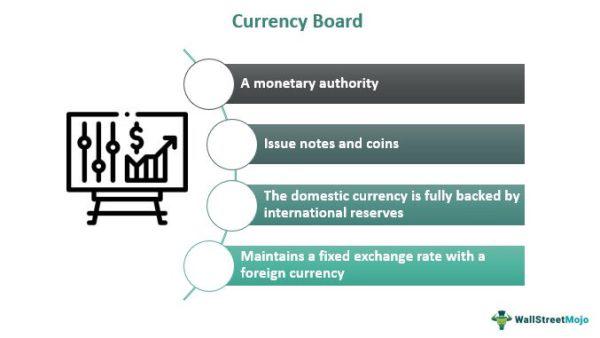 Currency Board
A monetary authority
Issue notes and coins
The domestic currency is fully backed by
international reserves
Maintains a fixed exchange rate with a
foreign currency
$
WallStreetMojo